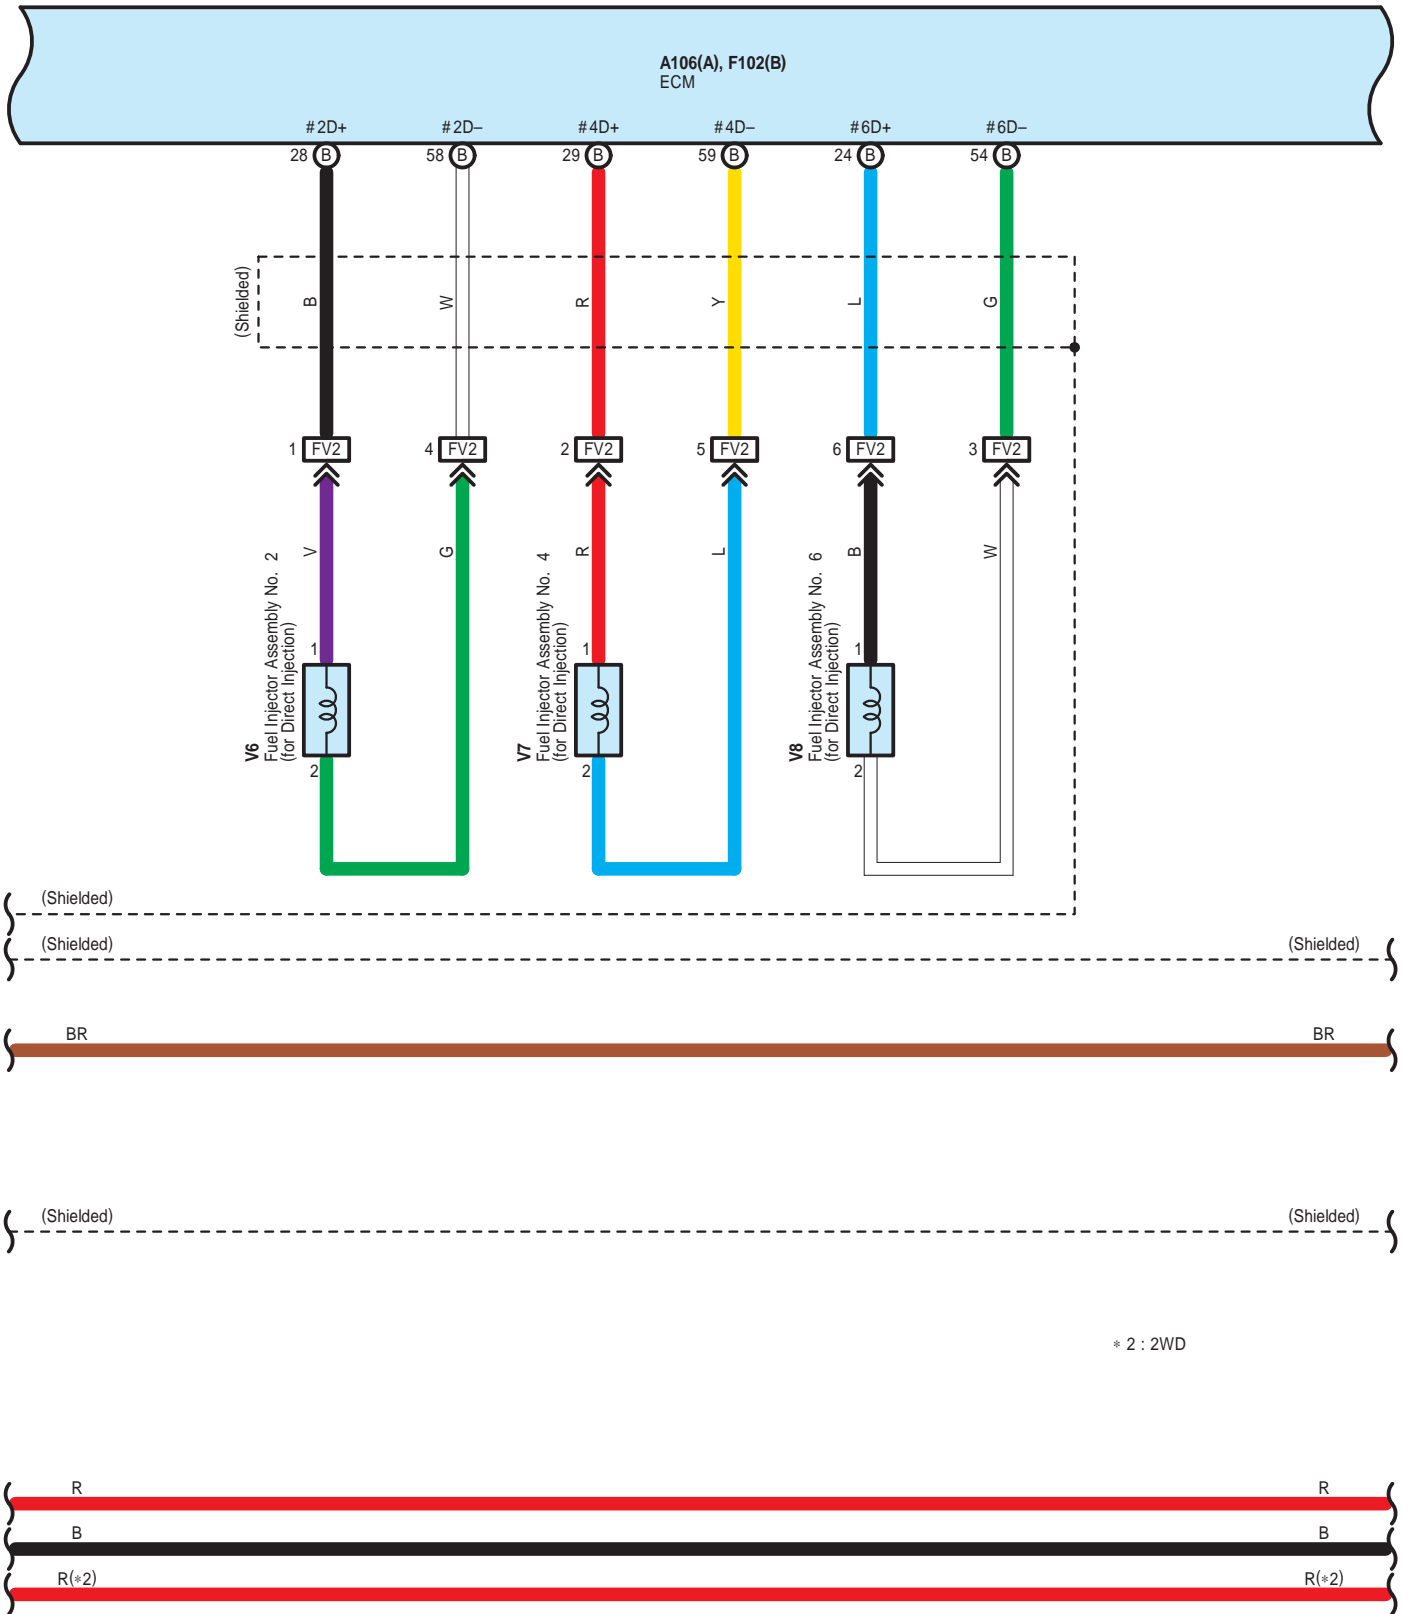 A106(A), F102(B)
ECM
#2D+ #2D− #4D+ #4D− #6D+ #6D−
28 B 58 B 29 B 59 B 24 B 54 B
(Shielded)
B W R Y L G
1 FV2 4 FV2 2 FV2 5 FV2 6 FV2 3 FV2
V G R L B W
V6
Fuel Injector Assembly No. 2
(for Direct Injection)
1
2
V7
Fuel Injector Assembly No. 4
(for Direct Injection)
1
2
V8
Fuel Injector Assembly No. 6
(for Direct Injection)
1
2
(Shielded)
(Shielded) (Shielded)
BR BR
(Shielded) (Shielded)
* 2 : 2WD
R R
B B
R(*2) R(*2)